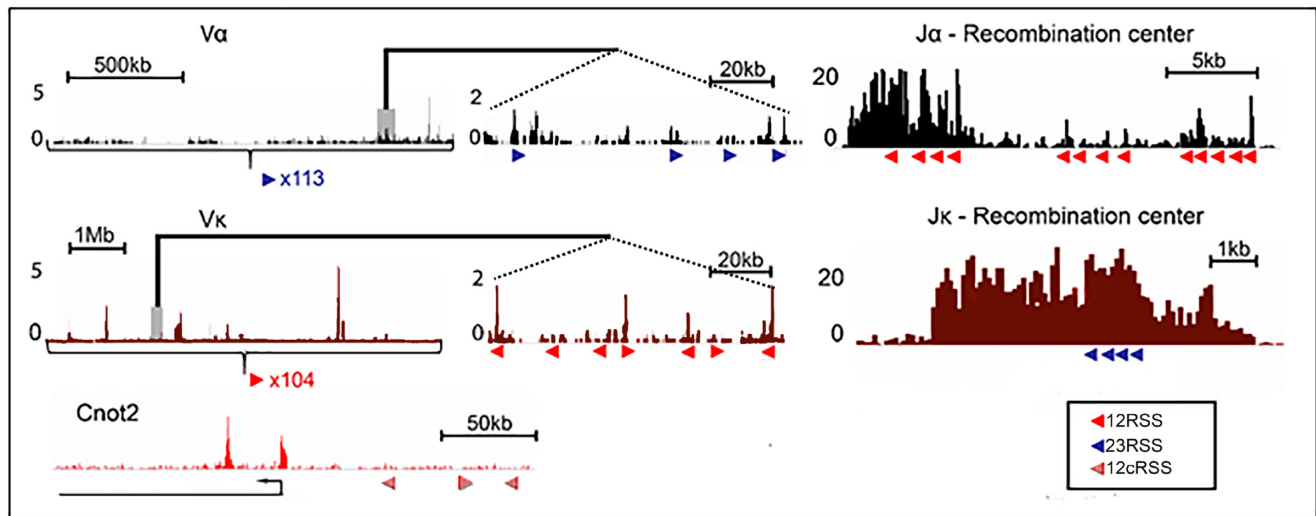 Vα
500kb
5
0
▶x113
20kb
2
0
Jα - Recombination center
5kb
20
0
Vκ
1Mb
5
0
▶x104
20kb
2
0
Jκ - Recombination center
1kb
20
0
Cnot2
50kb
◀12RSS
◀23RSS
◀12cRSS